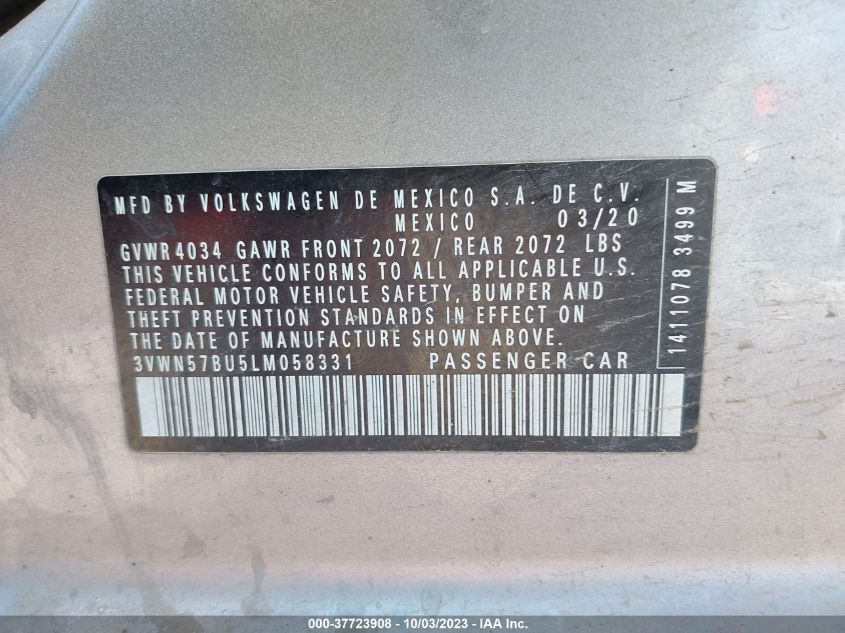 MFD BY VOLKSWAGEN DE MEXICO S.A. DE C.V.
MEXICO 03/20
GVWR 4034 GAWR FRONT 2072 / REAR 2072 LBS
THIS VEHICLE CONFORMS TO ALL APPLICABLE U.S.
FEDERAL MOTOR VEHICLE SAFETY, BUMPER AND
THEFT PREVENTION STANDARDS IN EFFECT ON
THE DATE OF MANUFACTURE SHOWN ABOVE.
3VWN57BU5LM058331 PASSENGER CAR
1411078 3499 M
000-37723908 - 10/03/2023 - IAA Inc.